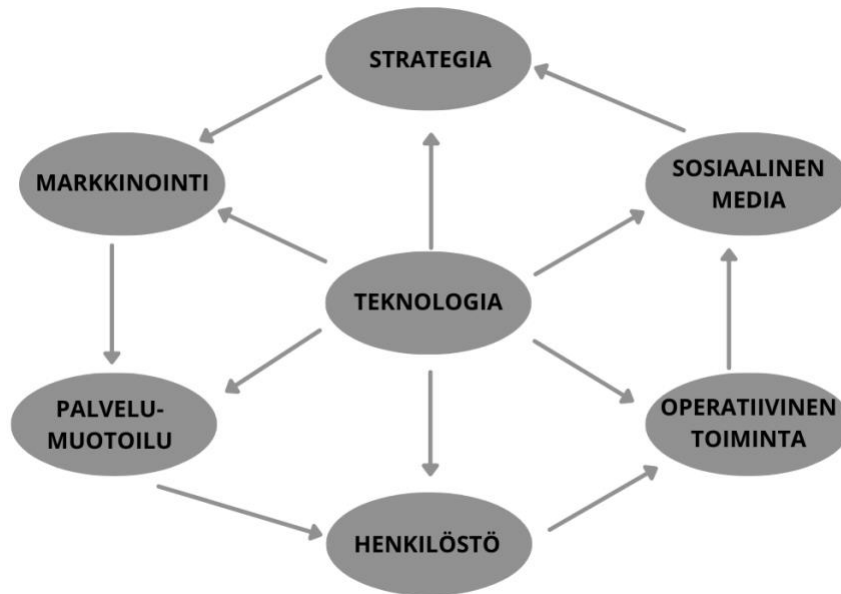 STRATEGIA
MARKKINOINTI
SOSIAALINEN
MEDIA
TEKNOLOGIA
PALVELU-
MUOTOILU
OPERATIIVINEN
TOIMINTA
HENKILÖSTÖ